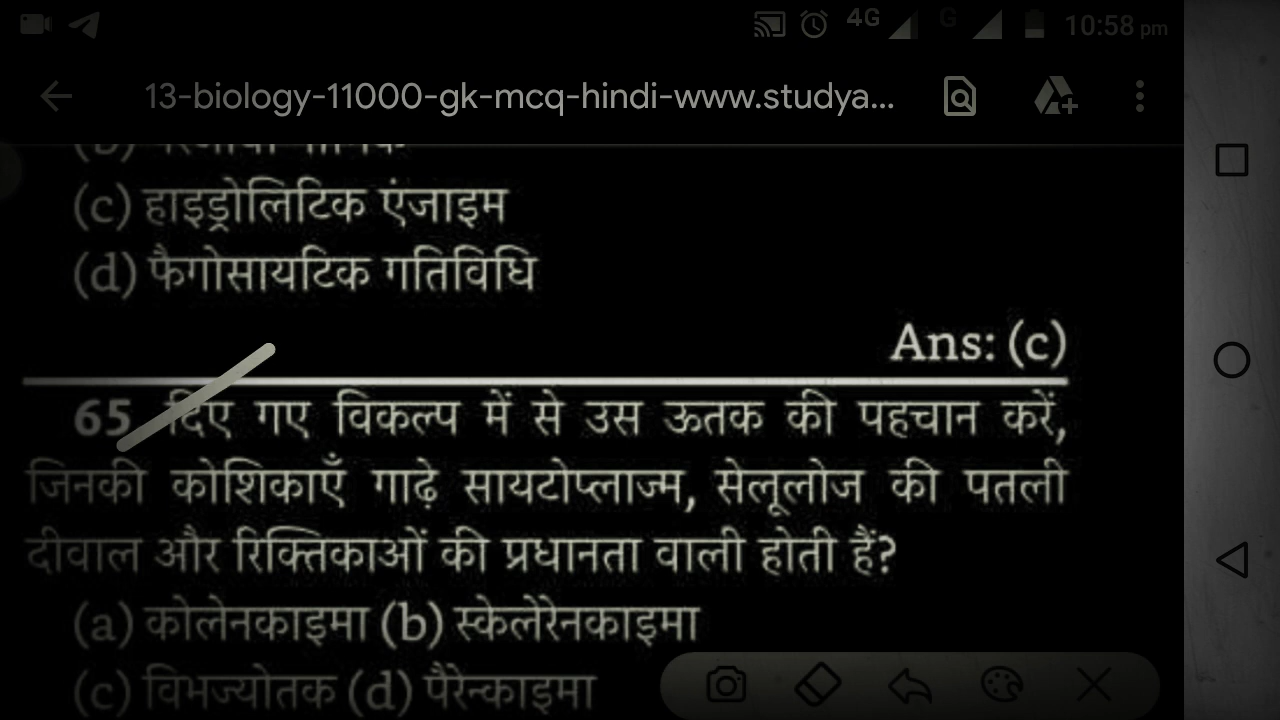 4G G 10:58 pm
13-biology-11000-gk-mcq-hindi-www.studya...
(c) हाइड्रोलिटिक एंजाइम
(d) फैगोसायटिक गतिविधि
Ans: (c)
65 दिए गए विकल्प में से उस ऊतक की पहचान करें,
जिनकी कोशिकाएँ गाढ़े सायटोप्लाज्म, सेलूलोज की पतली
दीवाल और रिक्तिकाओं की प्रधानता वाली होती हैं?
(a) कोलेनकाइमा (b) स्केलेरेनकाइमा
(c) विभज्योतक (d) पैरेन्काइमा